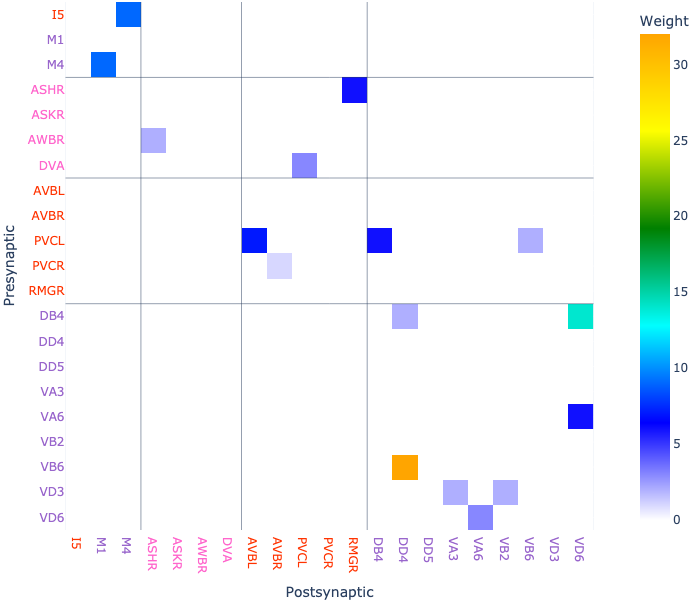 Weight
I5
M1
M4
ASHR
ASKR
AWBR
DVA
AVBL
AVBR
PVCL
PVCR
RMGR
DB4
DD4
DD5
VA3
VA6
VB2
VB6
VD3
VD6
Presynaptic
I5
M1
M4
ASHR
ASKR
AWBR
DVA
AVBL
AVBR
PVCL
PVCR
RMGR
DB4
DD4
DD5
VA3
VA6
VB2
VB6
VD3
VD6
Postsynaptic
30
25
20
15
10
5
0